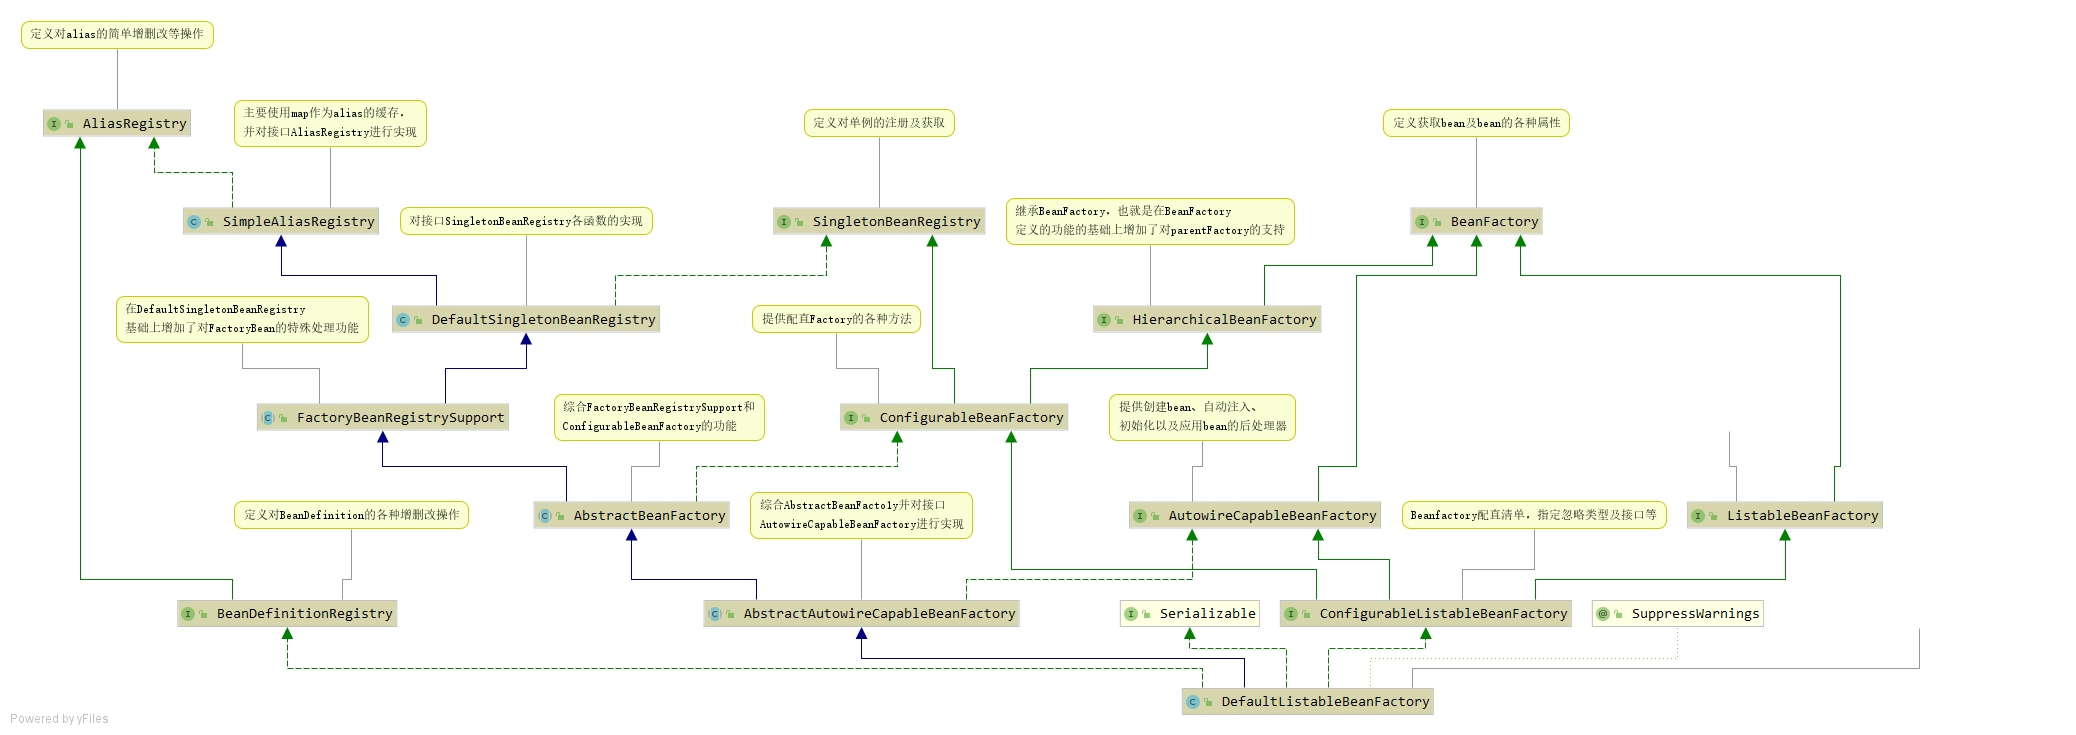 定义对alias的简单增删改等操作
主要使用map作为alias的缓存，
并对接口AliasRegistry进行实现
定义对单例的注册及获取
定义获取bean及bean的各种属性
I AliasRegistry
继承BeanFactory，也就是在BeanFactory
定义的功能的基础上增加了对parentFactory的支持
C SimpleAliasRegistry
对接口SingletonBeanRegistry各函数的实现
I SingletonBeanRegistry
I BeanFactory
在DefaultSingletonBeanRegistry
基础上增加了对FactoryBean的特殊处理功能
C DefaultSingletonBeanRegistry
提供配直Factory的各种方法
I HierarchicalBeanFactory
综合FactoryBeanRegistrySupport和
ConfigurableBeanFactory的功能
提供创建bean、自动注入、
初始化以及应用bean的后处理器
C FactoryBeanRegistrySupport
I ConfigurableBeanFactory
定义对BeanDefinition的各种增删改操作
C AbstractBeanFactory
综合AbstractBeanFactoly并对接口
AutowireCapableBeanFactory进行实现
I AutowireCapableBeanFactory
Beanfactory配直清单，指定忽略类型及接口等
I ListableBeanFactory
I BeanDefinitionRegistry
C AbstractAutowireCapableBeanFactory
I Serializable
I ConfigurableListableBeanFactory
@ SuppressWarnings
C DefaultListableBeanFactory
Powered by yFiles